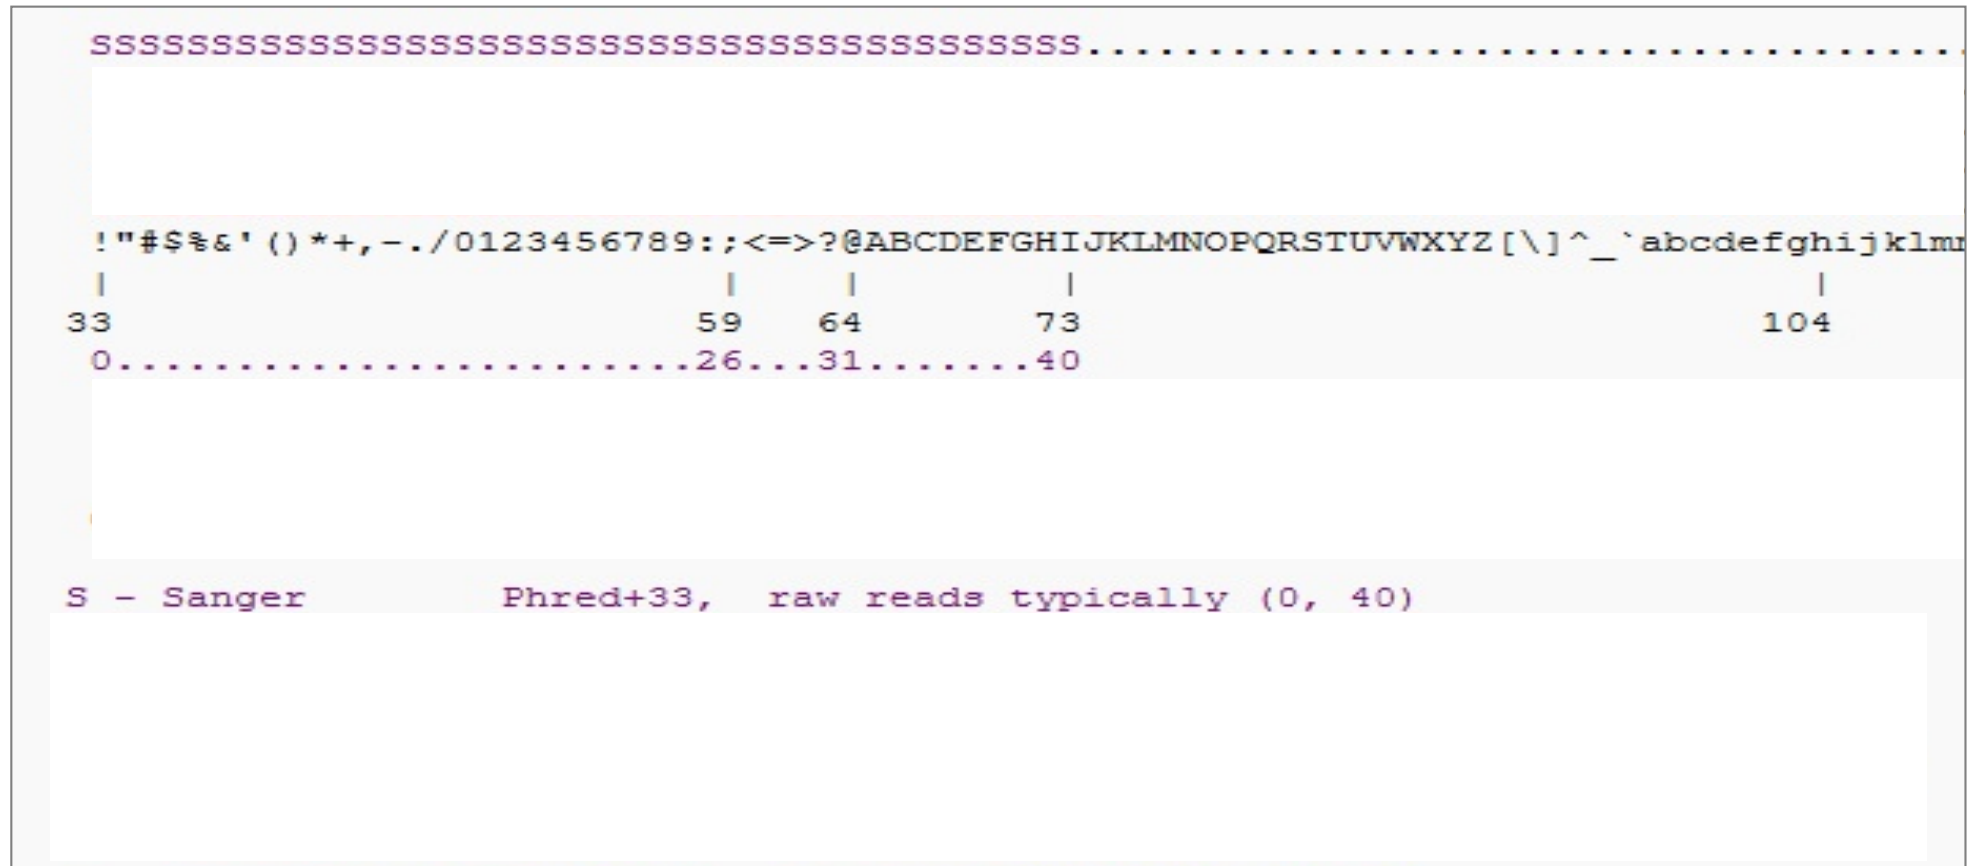 SSSSSSSSSSSSSSSSSSSSSSSSSSSSSSSSSSSSSSSSS.....................................
!"#$%&'()*+,-./0123456789:;<=>?@ABCDEFGHIJKLMNOPQRSTUVWXYZ[\]^_`abcdefghijklmn
| | | | |
33 59 64 73 104
0........................26...31.......40
S - Sanger Phred+33, raw reads typically (0, 40)